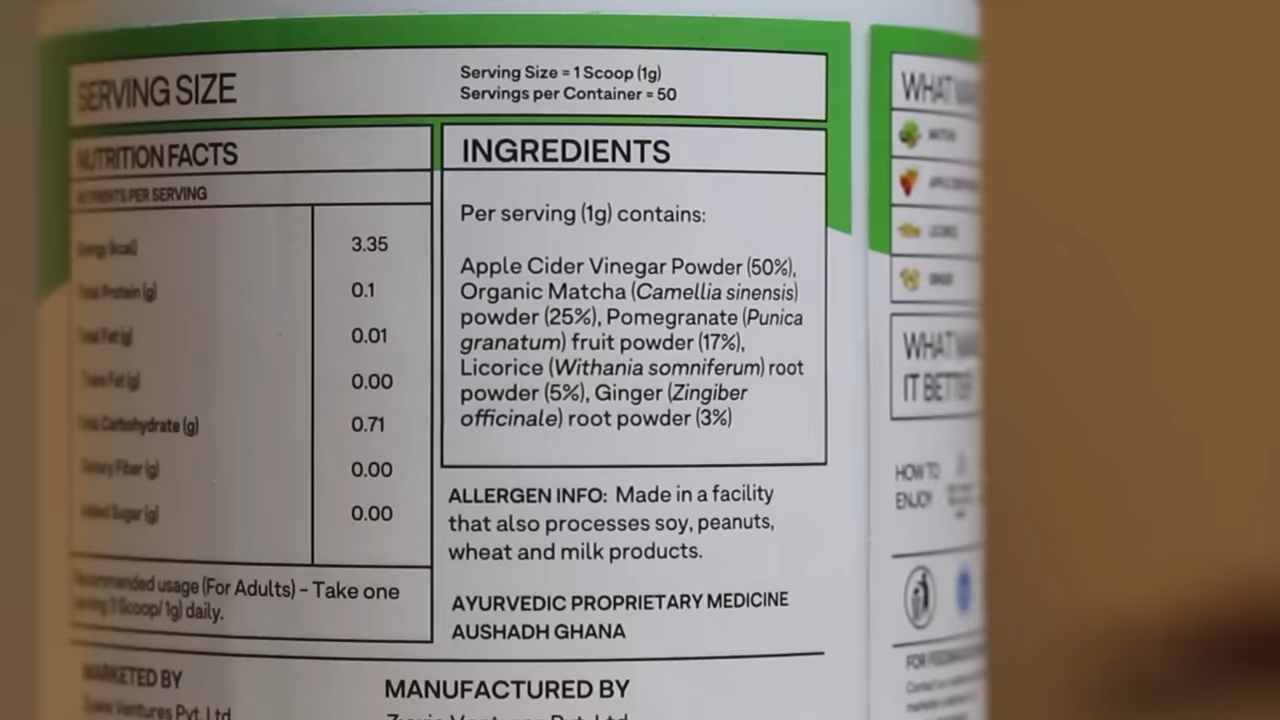 SERVING SIZE
Serving Size = 1 Scoop (1g)
Servings per Container = 50
NUTRITION FACTS
NUTRIENTS PER SERVING
Energy (kcal) 3.35
Total Protein (g) 0.1
Total Fat (g) 0.01
Trans Fat (g) 0.00
Total Carbohydrate (g) 0.71
Dietary Fiber (g) 0.00
Added Sugar (g) 0.00
Recommended usage (For Adults) - Take one
serving (1 Scoop/ 1g) daily.
INGREDIENTS
Per serving (1g) contains:
Apple Cider Vinegar Powder (50%),
Organic Matcha (Camellia sinensis)
powder (25%), Pomegranate (Punica
granatum) fruit powder (17%),
Licorice (Withania somniferum) root
powder (5%), Ginger (Zingiber
officinale) root powder (3%)
ALLERGEN INFO: Made in a facility
that also processes soy, peanuts,
wheat and milk products.
AYURVEDIC PROPRIETARY MEDICINE
AUSHADH GHANA
MARKETED BY
Ventures Pvt. Ltd
MANUFACTURED BY
Ventures Pvt. Ltd
WHAT
MATCHA
LICORICE
GINGER
WHAT
IT BETTER
HOW TO
ENJOY
FOR